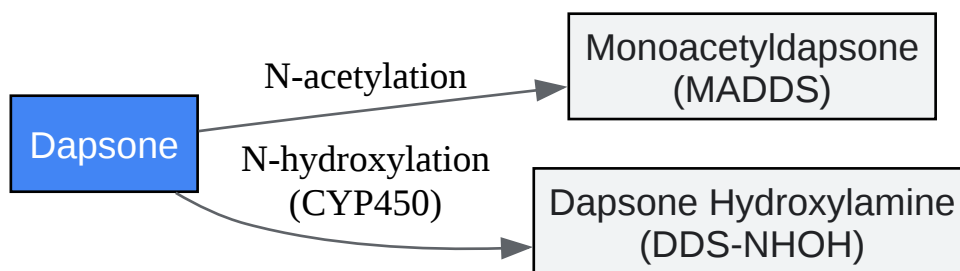 Dapsone
N-acetylation
Monoacetyldapsone
(MADDS)
N-hydroxylation
(CYP450)
Dapsone Hydroxylamine
(DDS-NHOH)